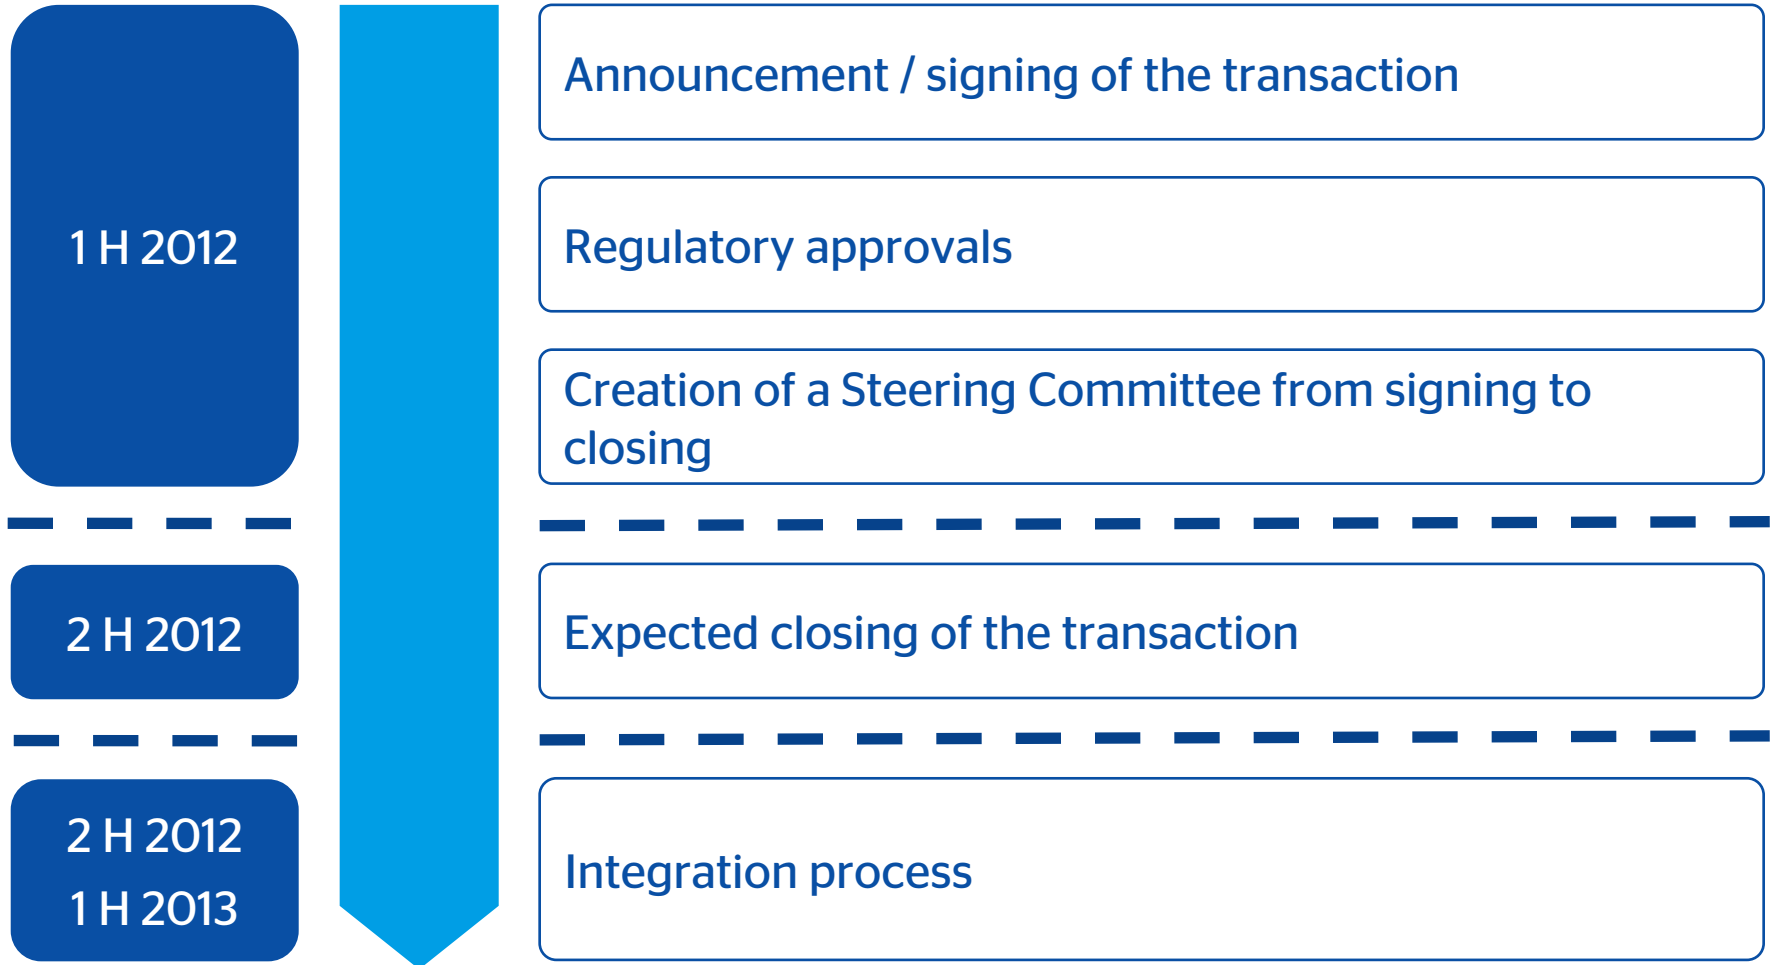 1 H 2012
Announcement / signing of the transaction
Regulatory approvals
Creation of a Steering Committee from signing to
closing
2 H 2012
Expected closing of the transaction
2 H 2012
1 H 2013
Integration process